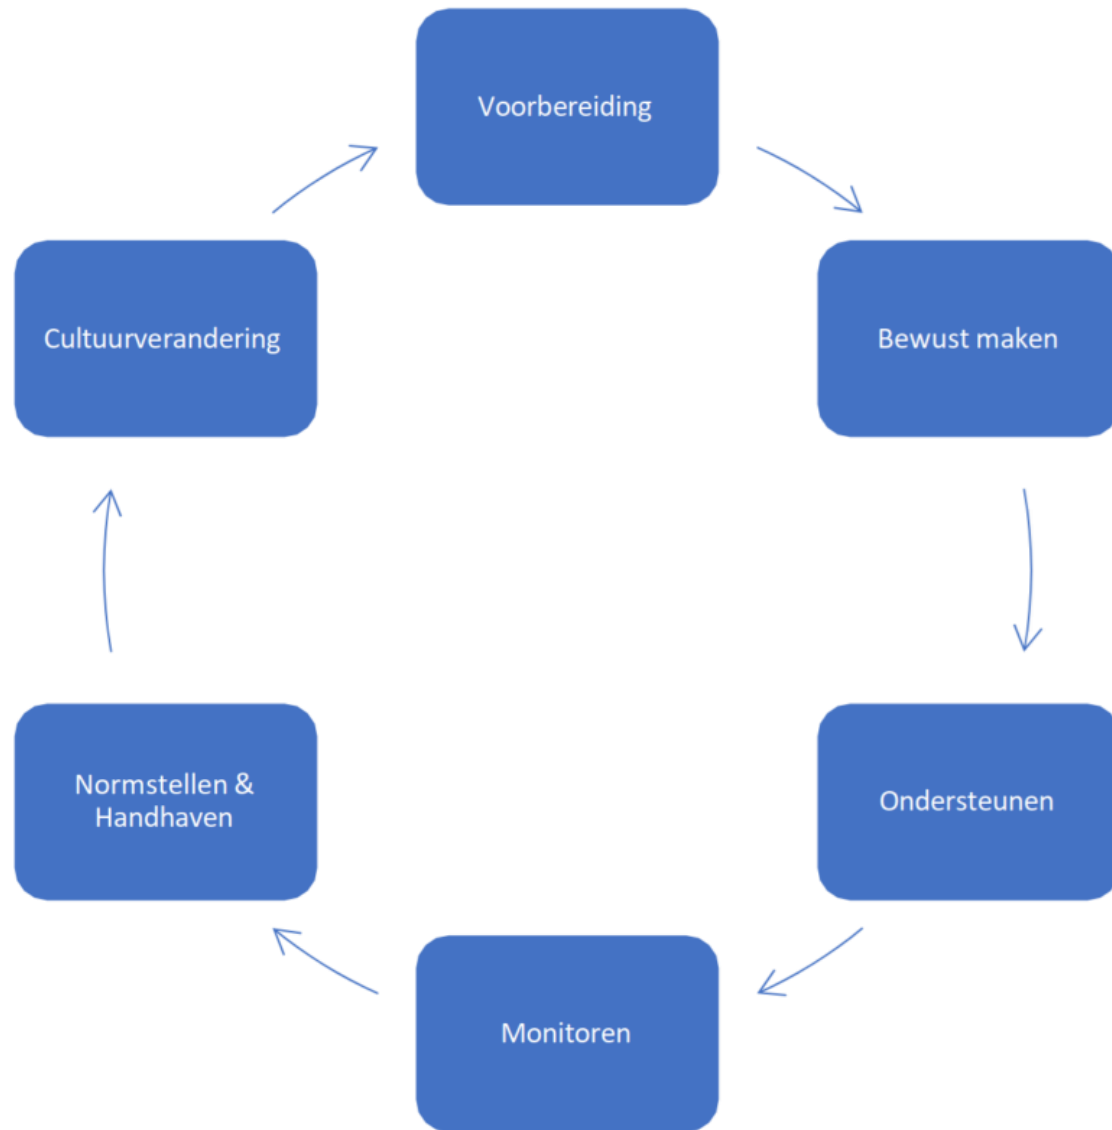 Voorbereiding
Bewust maken
Ondersteunen
Monitoren
Normstellen &
Handhaven
Cultuurverandering